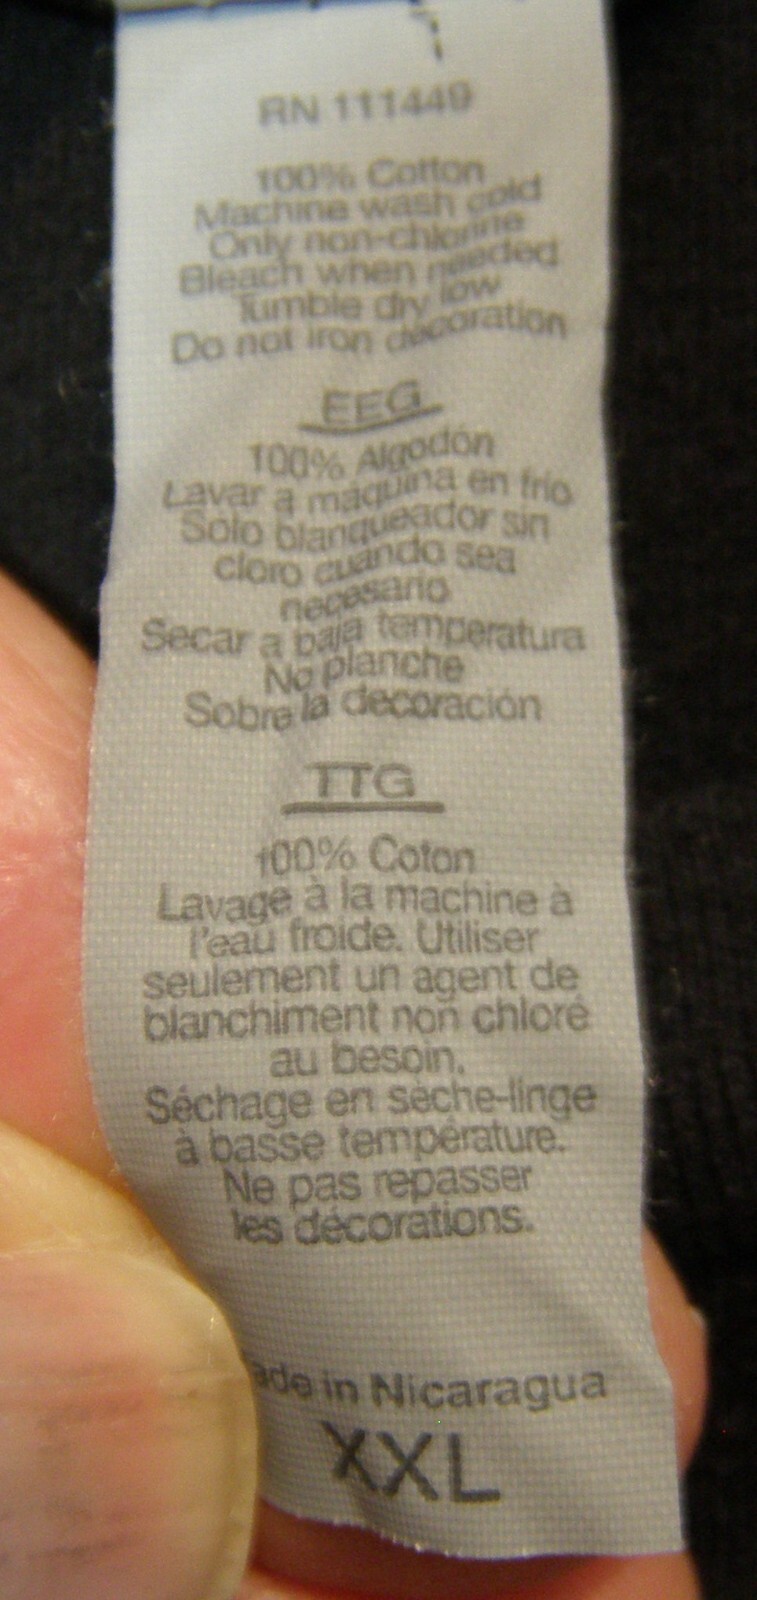 RN 111449
100% Cotton
Machine wash cold
Only non-chlorine
Bleach when needed
Tumble dry low
Do not iron decoration
EEG
100% Algodón
Lavar a maquina en frio
Solo blanqueador sin
cloro cuando sea
necesario
Secar a baja temperatura
No planche
Sobre la decoración
TTG
100% Coton
Lavage à la machine à
l'eau froide. Utiliser
seulement un agent de
blanchiment non chloré
au besoin.
Séchage en sèche-linge
à basse température.
Ne pas repasser
les décorations.
ade in Nicaragua
XXL